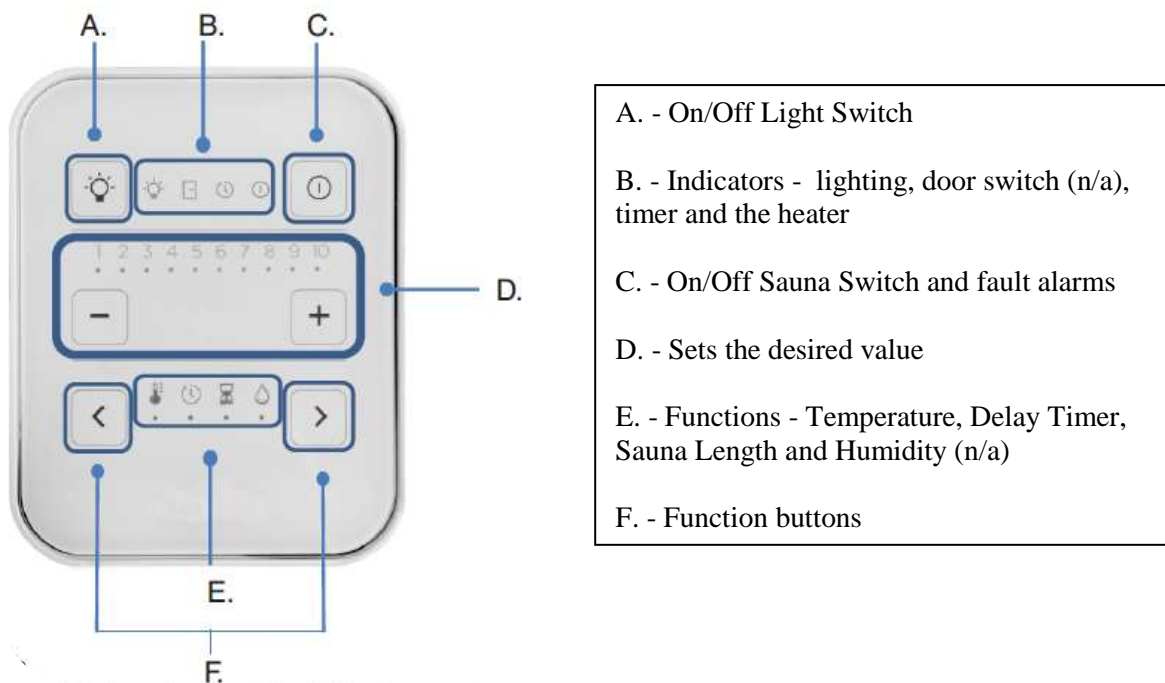 A. B. C.
1 2 3 4 5 6 7 8 9 10
− +
D.
< >
E.
F.
A. - On/Off Light Switch
B. - Indicators - lighting, door switch (n/a),
timer and the heater
C. - On/Off Sauna Switch and fault alarms
D. - Sets the desired value
E. - Functions - Temperature, Delay Timer,
Sauna Length and Humidity (n/a)
F. - Function buttons